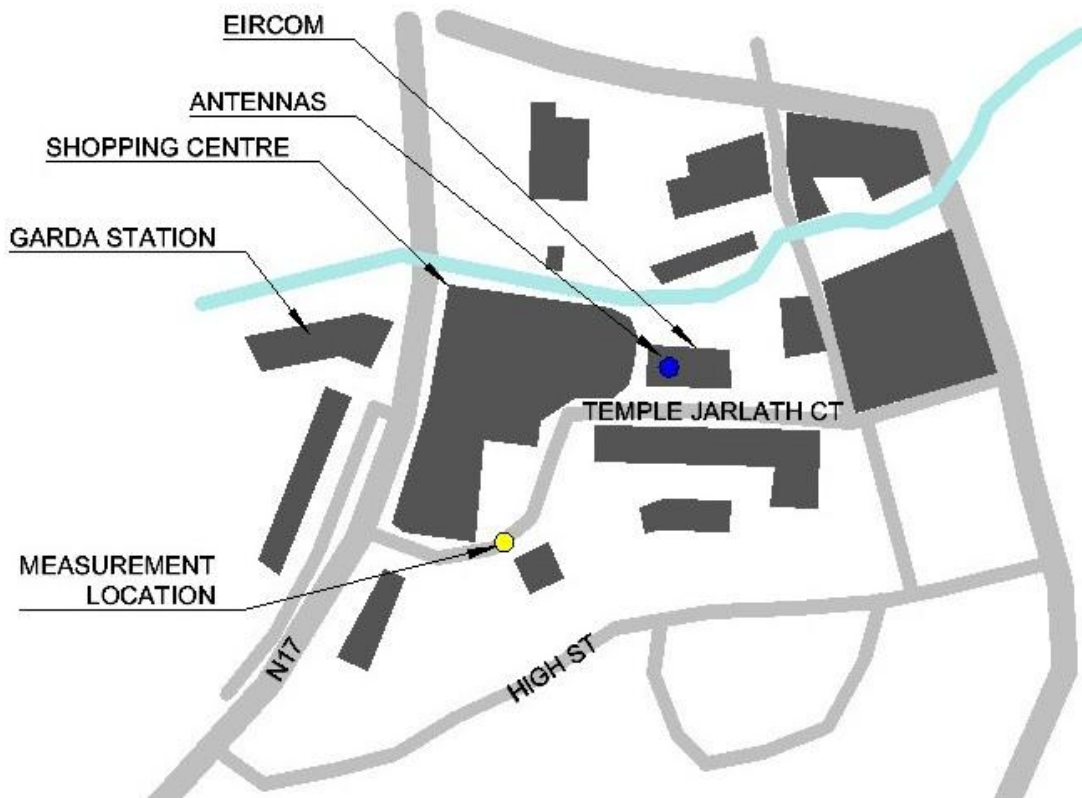 EIRCOM
ANTENNAS
SHOPPING CENTRE
GARDA STATION
TEMPLE JARLATH CT
MEASUREMENT
LOCATION
N17
HIGH ST